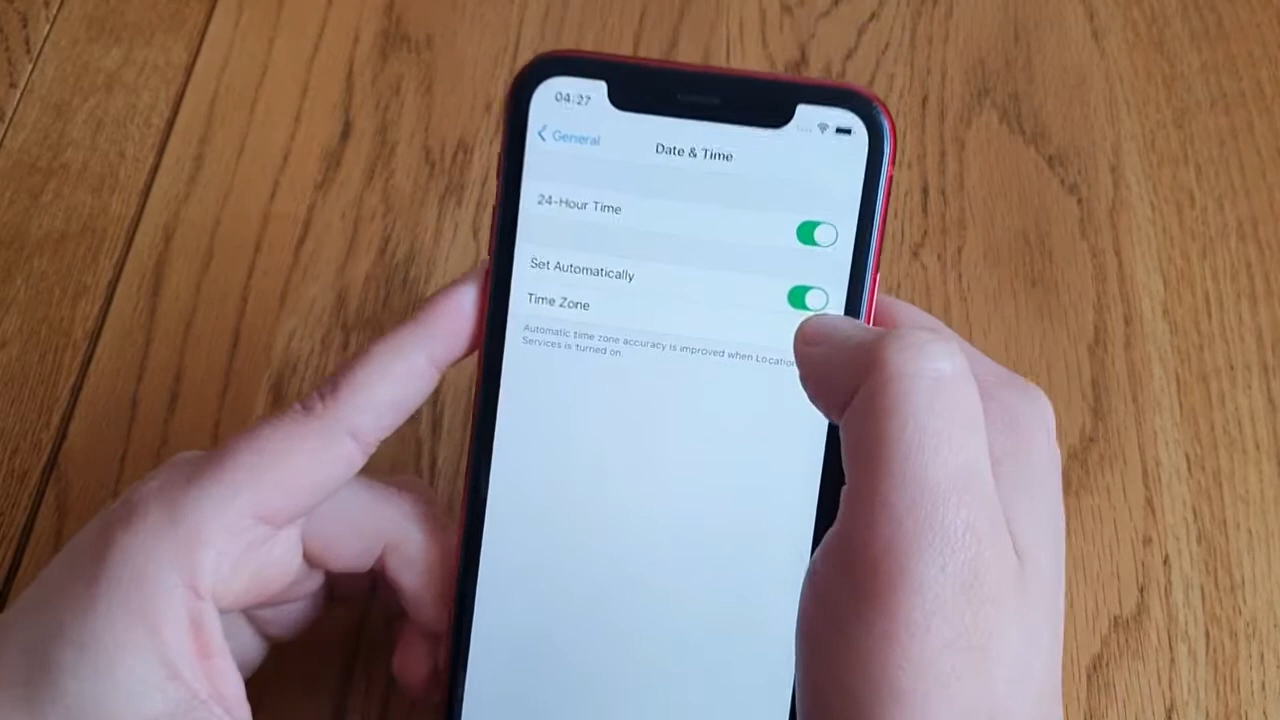 04:27
General
Date & Time
24-Hour Time
Set Automatically
Time Zone
Automatic time zone accuracy is improved when Location
Services is turned on.